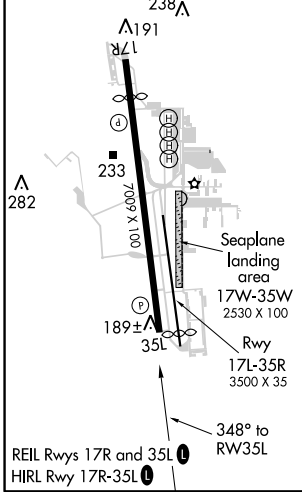 238
191
17R
P
H
H
H
H
233
282
7009 X 100
Seaplane
landing
area
17W-35W
2530 X 100
P
189±
35L
Rwy
17L-35R
3500 X 35
348° to
RW35L
REIL Rwys 17R and 35L L
HIRL Rwy 17R-35L L